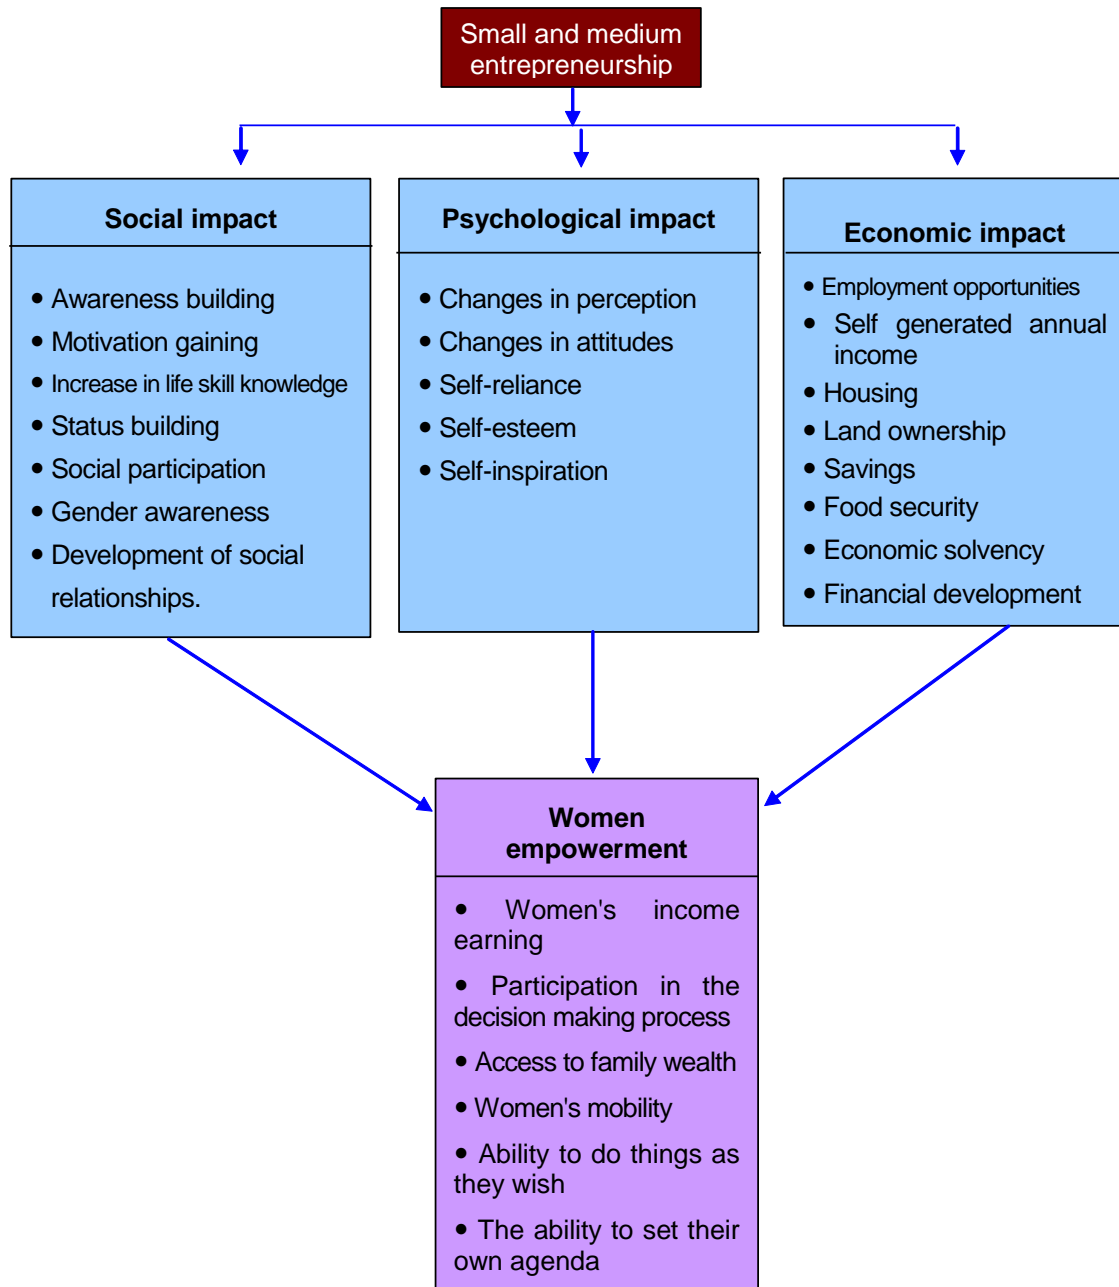 Small and medium
entrepreneurship
Social impact
• Awareness building
• Motivation gaining
• Increase in life skill knowledge
• Status building
• Social participation
• Gender awareness
• Development of social
relationships.
Psychological impact
• Changes in perception
• Changes in attitudes
• Self-reliance
• Self-esteem
• Self-inspiration
Economic impact
• Employment opportunities
• Self generated annual
income
• Housing
• Land ownership
• Savings
• Food security
• Economic solvency
• Financial development
Women
empowerment
• Women's income
earning
• Participation in the
decision making process
• Access to family wealth
• Women's mobility
• Ability to do things as
they wish
• The ability to set their
own agenda